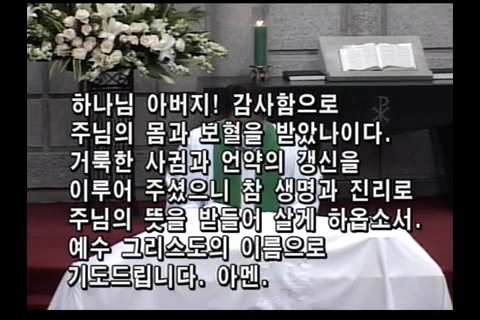 하나님 아버지! 감사함으로
주님의 몸과 보혈을 받았나이다.
거룩한 사귐과 언약의 갱신을
이루어 주셨으니 참 생명과 진리로
주님의 뜻을 받들어 살게 하옵소서.
예수 그리스도의 이름으로
기도드립니다. 아멘.